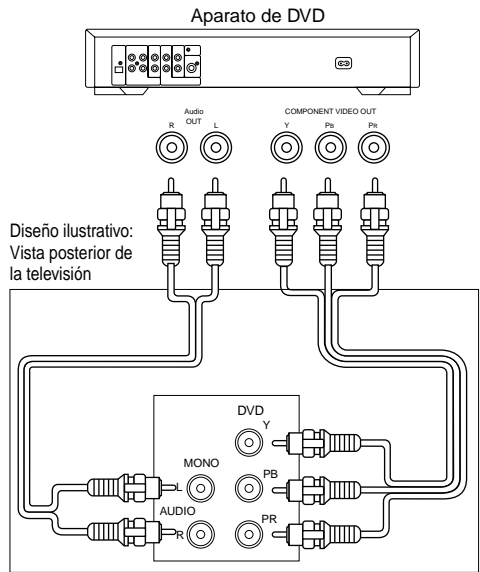 Aparato de DVD
Audio
OUT
R
L
COMPONENT VIDEO OUT
Y
PB
PR
Diseño ilustrativo:
Vista posterior de
la televisión
DVD
Y
MONO
L
PB
AUDIO
R
PR